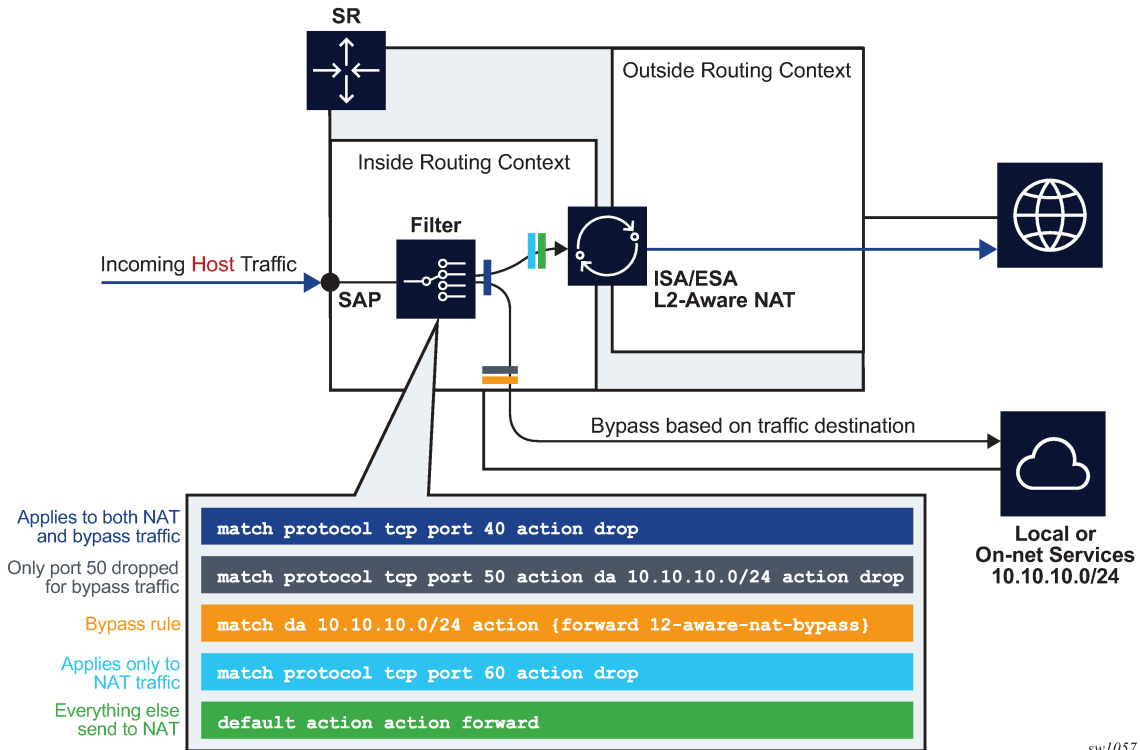 SR
Outside Routing Context
Inside Routing Context
Filter
Incoming Host Traffic
SAP
ISA/ESA
L2-Aware NAT
Bypass based on traffic destination
Local or
On-net Services
10.10.10.0/24
Applies to both NAT
and bypass traffic
match protocol tcp port 40 action drop
Only port 50 dropped
for bypass traffic
match protocol tcp port 50 action da 10.10.10.0/24 action drop
Bypass rule
match da 10.10.10.0/24 action {forward 12-aware-nat-bypass}
Applies only to
NAT traffic
match protocol tcp port 60 action drop
Everything else
send to NAT
default action action forward
sw1057